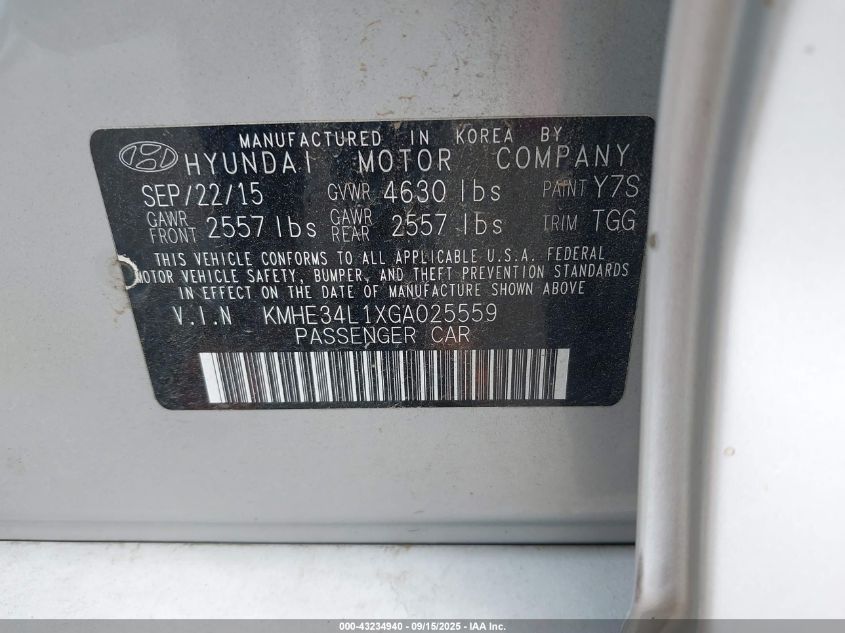 MANUFACTURED IN KOREA BY
HYUNDAI MOTOR COMPANY
SEP/22/15 GVWR 4630 lbs PAINT Y7S
GAWR FRONT 2557 lbs GAWR REAR 2557 lbs TRIM TGG
THIS VEHICLE CONFORMS TO ALL APPLICABLE U.S.A. FEDERAL
MOTOR VEHICLE SAFETY, BUMPER, AND THEFT PREVENTION STANDARDS
IN EFFECT ON THE DATE OF MANUFACTURE SHOWN ABOVE
V.I.N KMHE34L1XGA025559
PASSENGER CAR
000-43234940 - 09/15/2025 - IAA Inc.